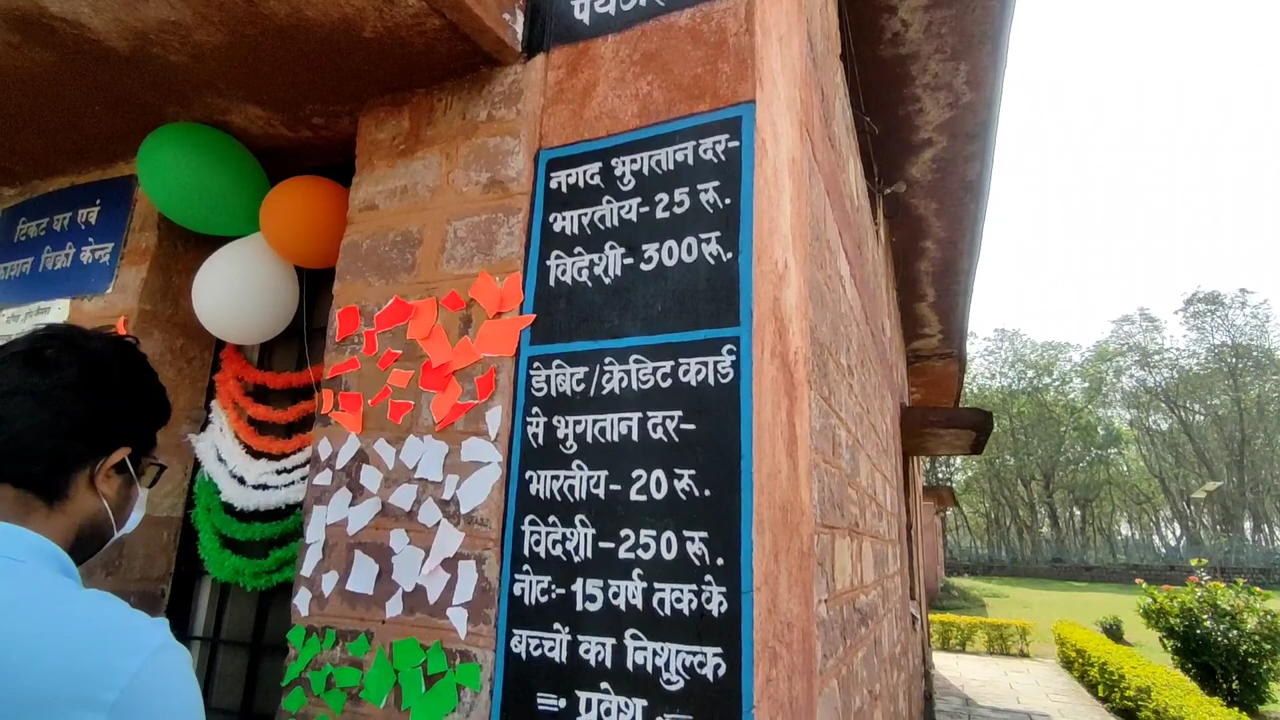 टिकट घर एवं
काशन बिक्री केन्द्र
नगद भुगतान दर-
भारतीय- 25 रू.
विदेशी- 300 रू.
डेबिट/क्रेडिट कार्ड
से भुगतान दर-
भारतीय - 20 रू.
विदेशी - 250 रू.
नोटः- 15 वर्ष तक के
बच्चों का निशुल्क
प्रवेश